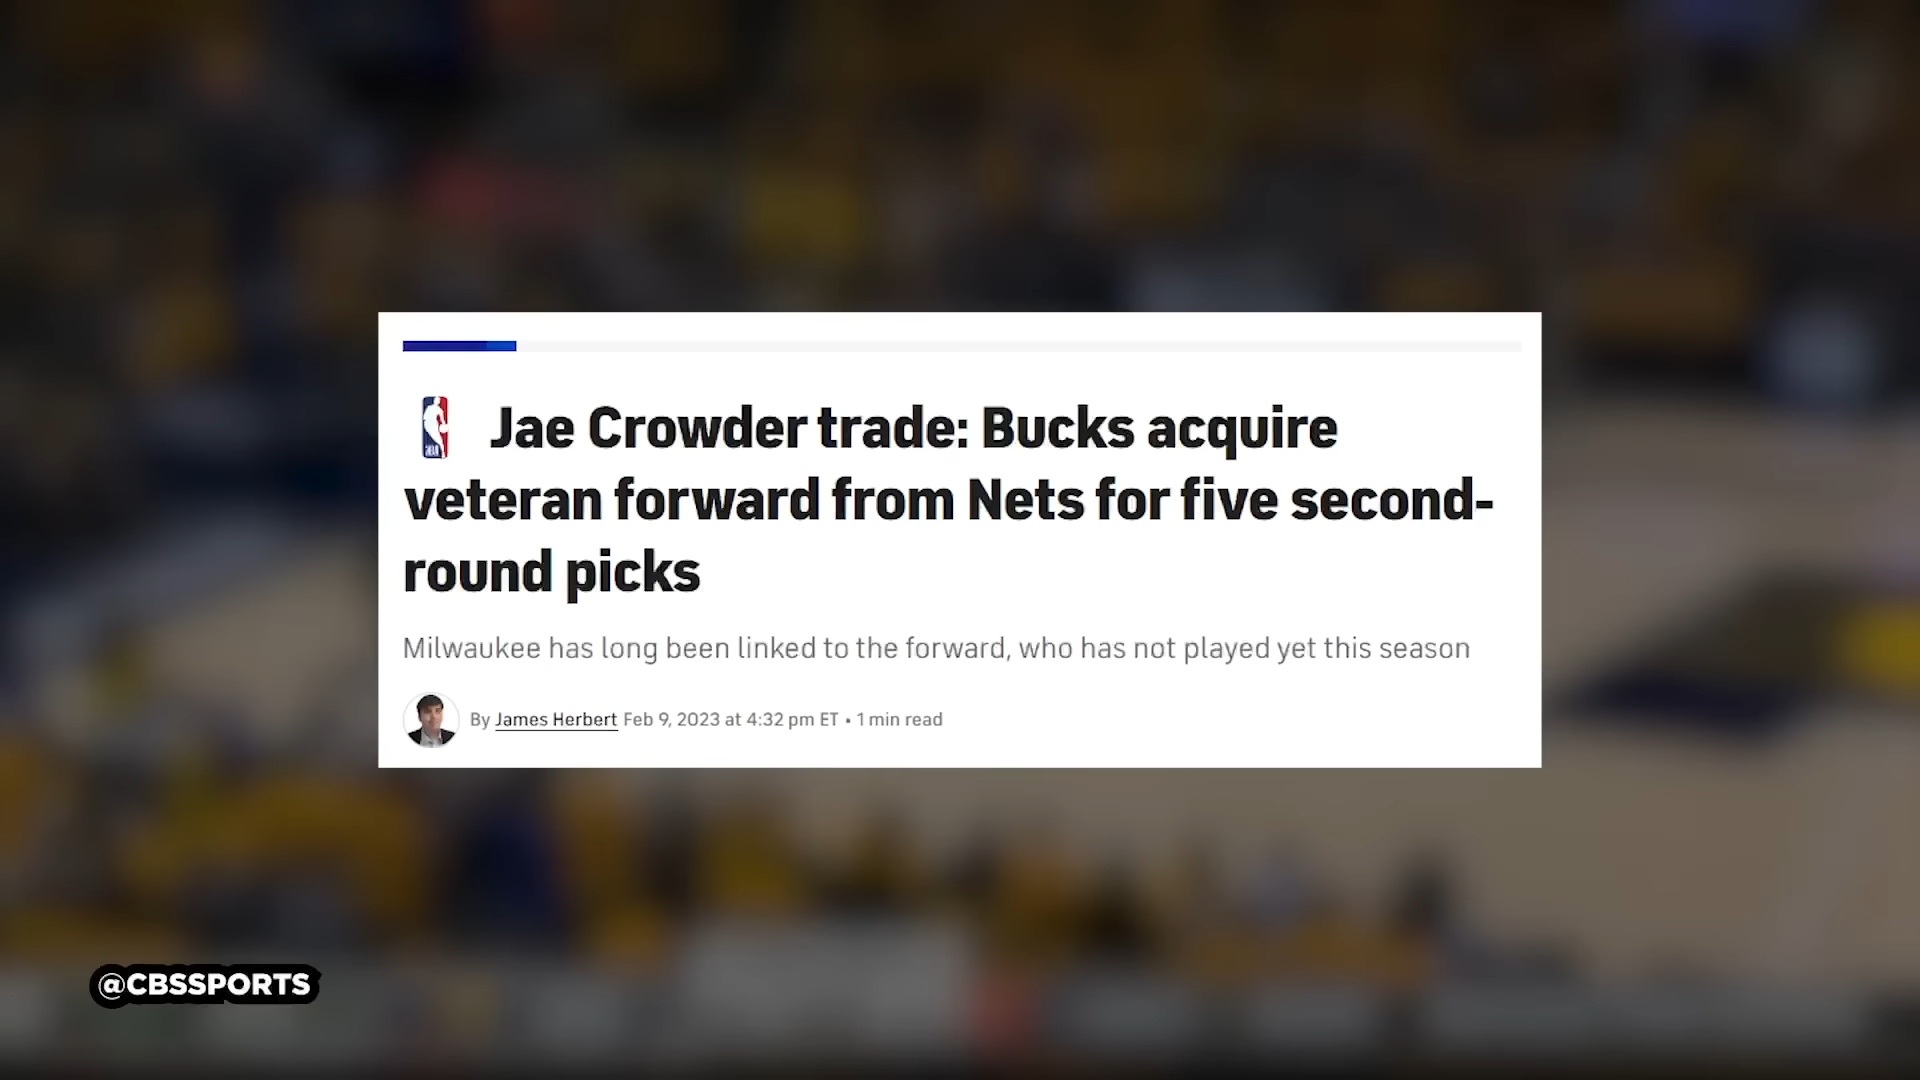 Jae Crowder trade: Bucks acquire
veteran forward from Nets for five second-
round picks
Milwaukee has long been linked to the forward, who has not played yet this season
By James Herbert Feb 9, 2023 at 4:32 pm ET • 1 min read
@CBSSPORTS